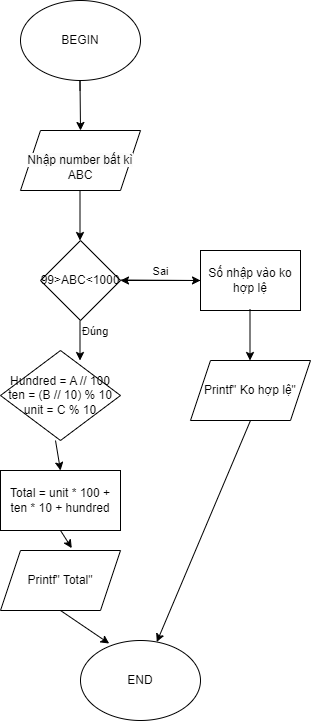 BEGIN
Nhập number bất kì
ABC
99>ABC<1000
Sai
Số nhập vào ko
hợp lệ
Đúng
Printf" Ko hợp lệ"
Hundred = A // 100
ten = (B // 10) % 10
unit = C % 10
Total = unit * 100 +
ten * 10 + hundred
Printf" Total"
END